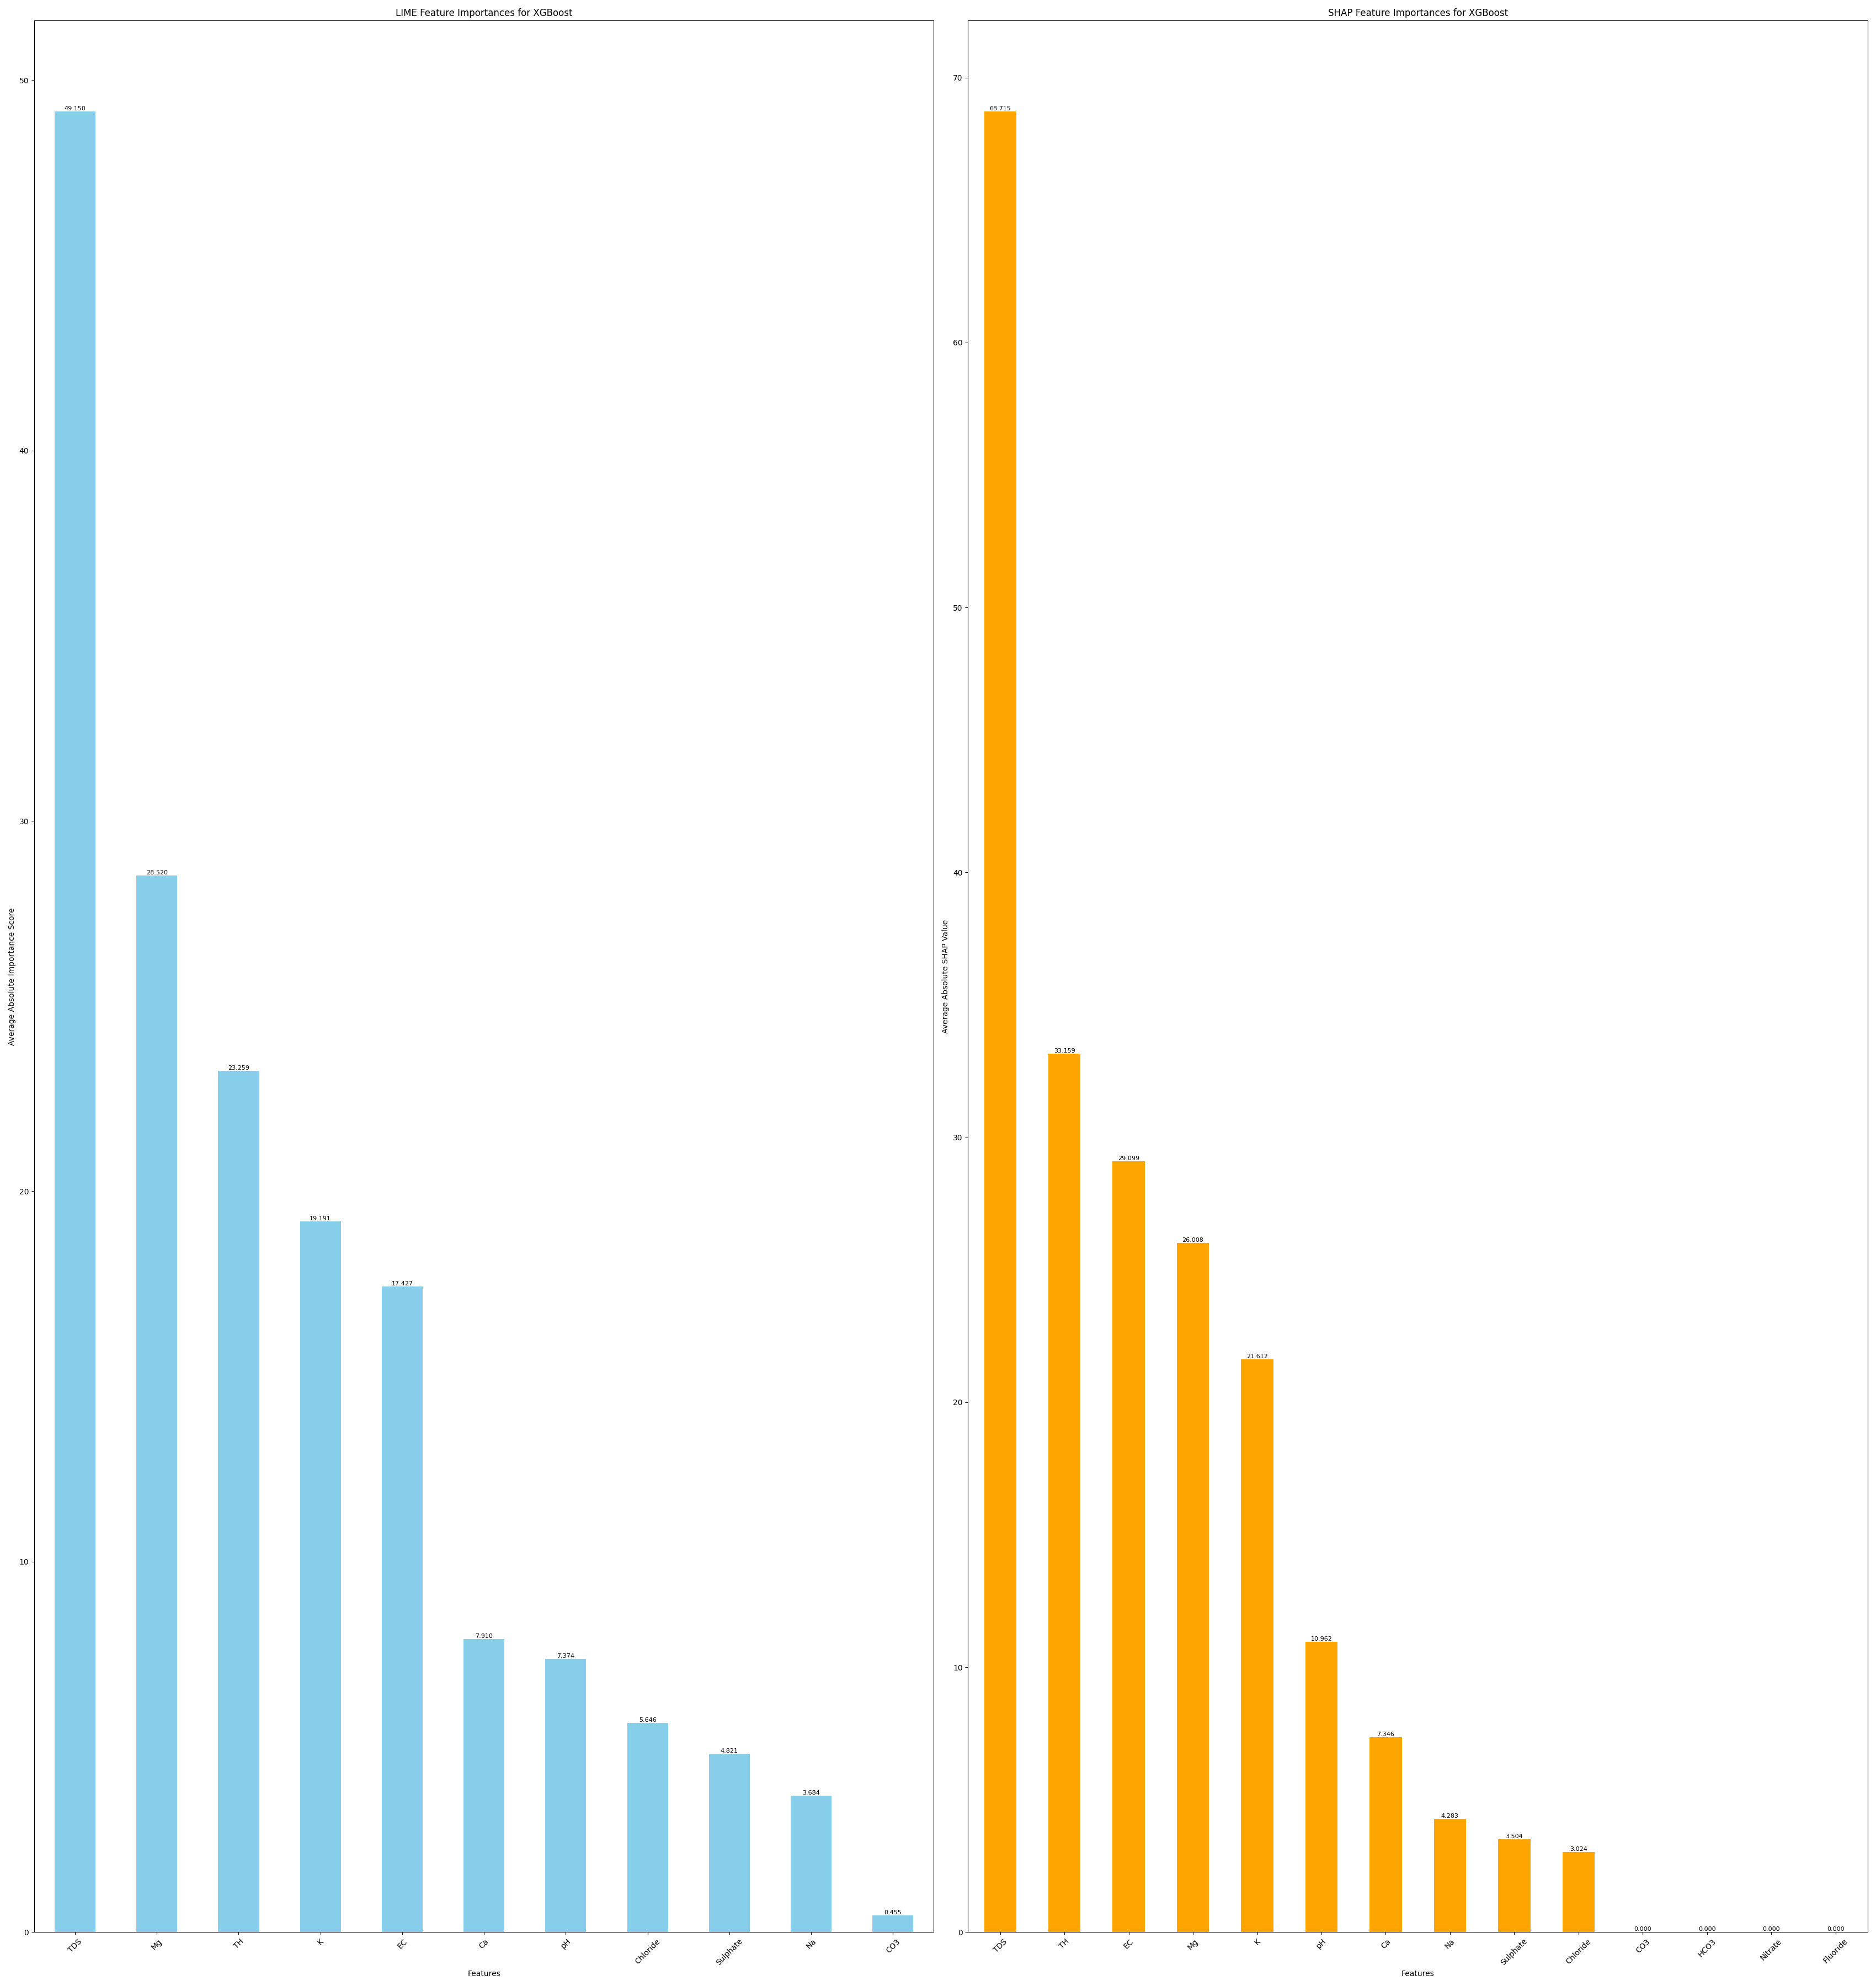 LIME Feature Importances for XGBoost
Average Absolute Importance Score
50
40
30
20
10
0
49.150
28.520
23.259
19.191
17.427
7.910
7.374
5.646
4.821
3.684
0.455
TDS
Mg
TH
K
EC
Ca
pH
Chloride
Sulphate
Na
CO3
Features
SHAP Feature Importances for XGBoost
Average Absolute SHAP Value
70
60
50
40
30
20
10
0
68.715
33.159
29.099
26.008
21.612
10.962
7.346
4.283
3.504
3.024
0.000
0.000
0.000
0.000
TDS
TH
EC
Mg
K
pH
Ca
Na
Sulphate
Chloride
CO3
HCO3
Nitrate
Fluoride
Features